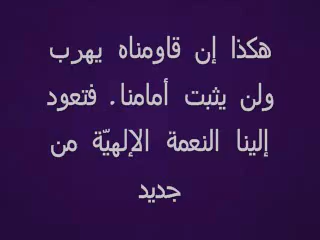 هكذا إن قاومناه يهرب
ولن يثبت أمامنا. فتعود
إلينا النعمة الإلهيّة من
جديد